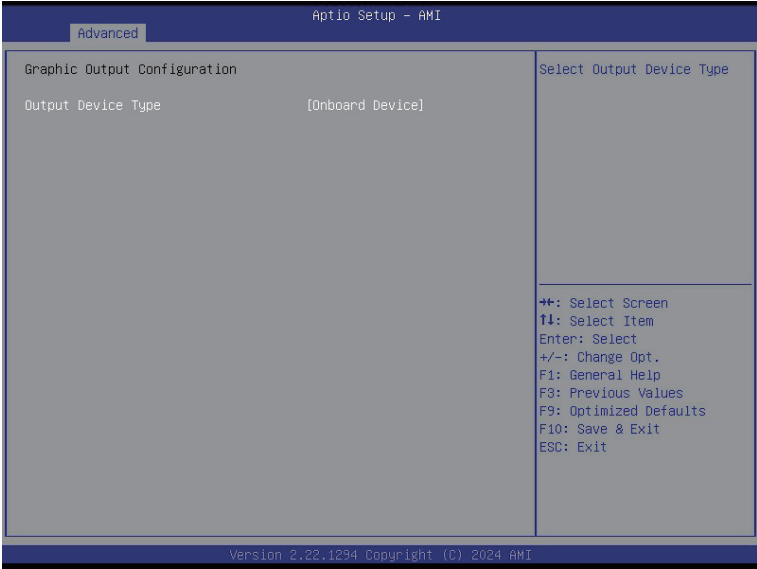 Aptio Setup – AMI
Advanced
Graphic Output Configuration
Output Device Type [Onboard Device]
Select Output Device Type
→←: Select Screen
↑↓: Select Item
Enter: Select
+/-: Change Opt.
F1: General Help
F3: Previous Values
F9: Optimized Defaults
F10: Save & Exit
ESC: Exit
Version 2.22.1294 Copyright (C) 2024 AMI